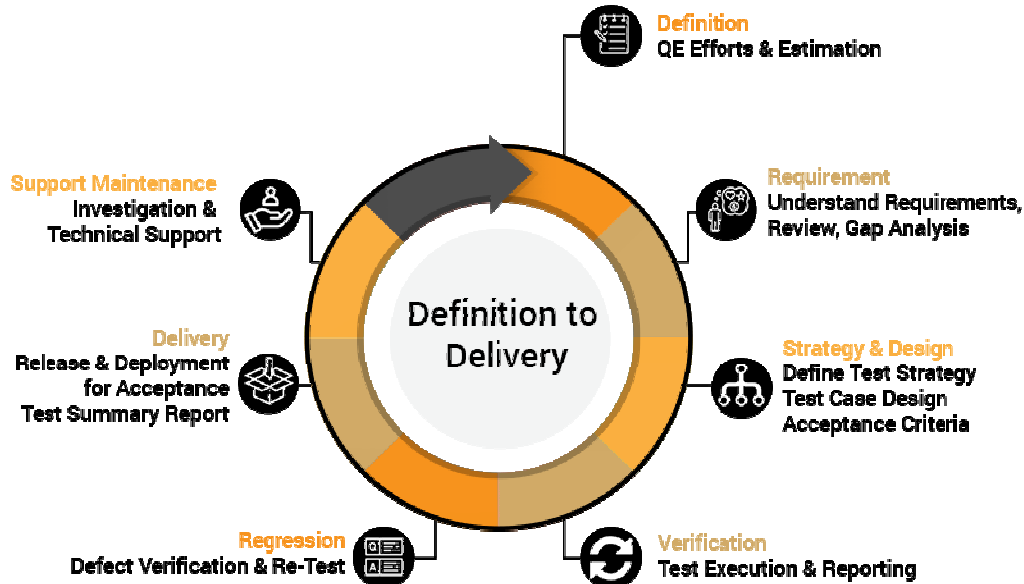 Definition
QE Efforts & Estimation
Requirement
Understand Requirements,
Review, Gap Analysis
Strategy & Design
Define Test Strategy
Test Case Design
Acceptance Criteria
Verification
Test Execution & Reporting
Regression
Defect Verification & Re-Test
Delivery
Release & Deployment
for Acceptance
Test Summary Report
Support Maintenance
Investigation &
Technical Support
Definition to
Delivery
Q
A